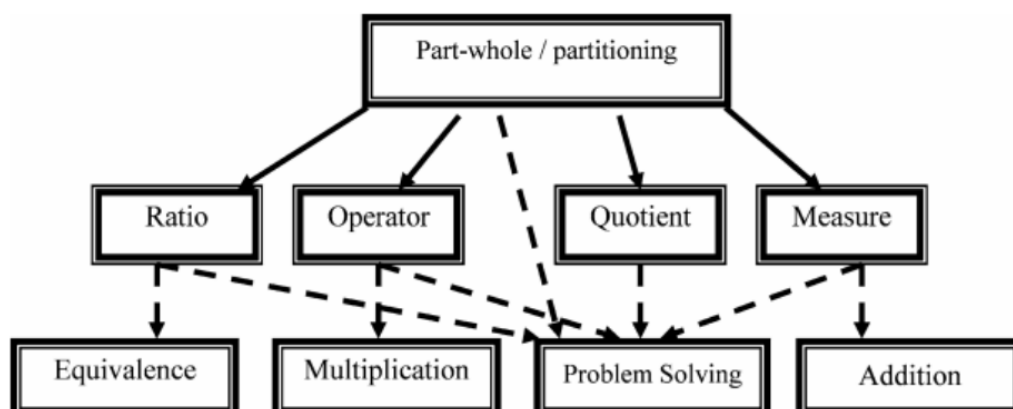 Part-whole / partitioning
Ratio
Operator
Quotient
Measure
Equivalence
Multiplication
Problem Solving
Addition